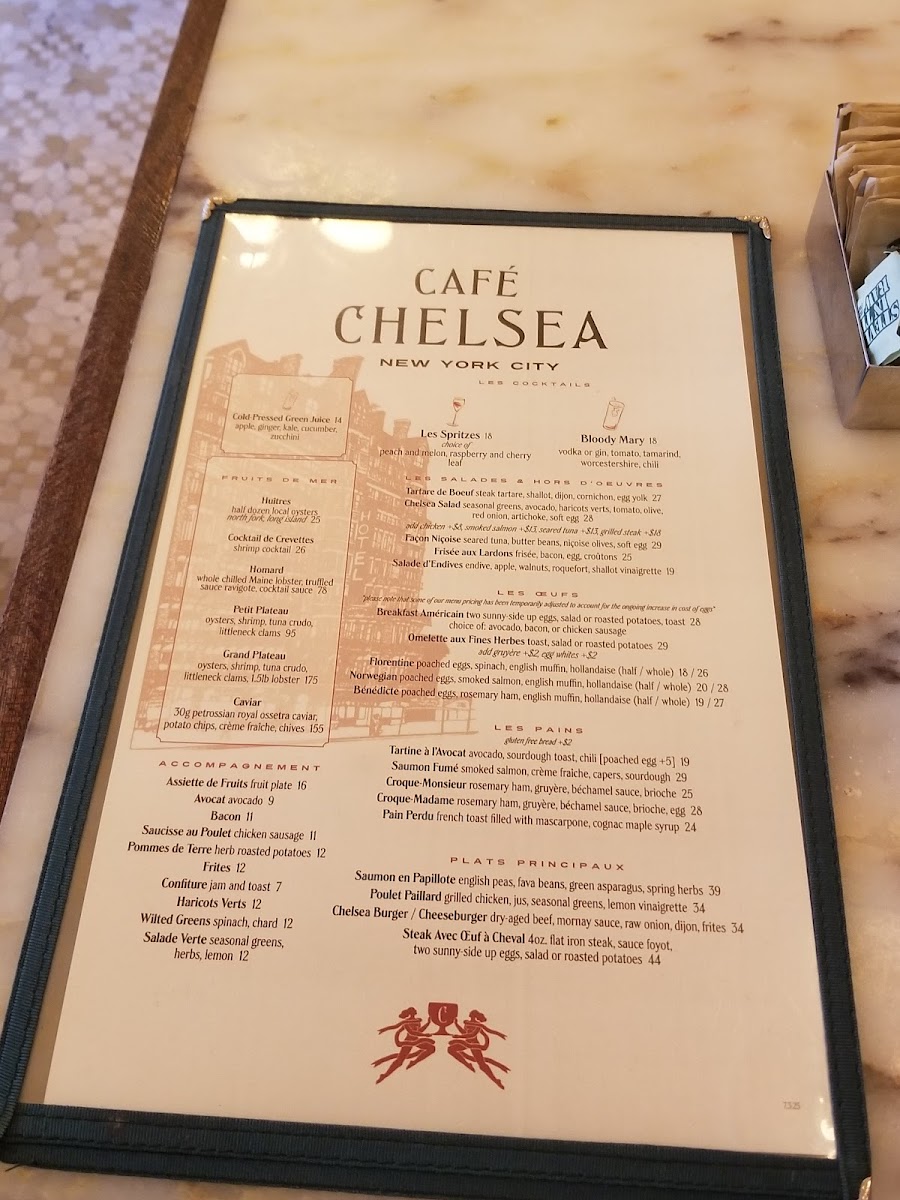 CAFÉ
CHELSEA
NEW YORK CITY
LES COCKTAILS
Cold-Pressed Green Juice 14
apple, ginger, kale, cucumber,
zucchini
Les Spritzes 18
choice of
peach and melon, raspberry and cherry
leaf
Bloody Mary 18
vodka or gin, tomato, tamarind,
worcestershire, chili
FRUITS DE MER
Huîtres
half dozen local oysters
north fork, long island 25
Cocktail de Crevettes
shrimp cocktail 26
Homard
whole chilled Maine lobster, truffled
sauce ravigote, cocktail sauce 78
Petit Plateau
oysters, shrimp, tuna crudo,
littleneck clams 95
Grand Plateau
oysters, shrimp, tuna crudo,
littleneck clams, 1.5lb lobster 175
Caviar
30g petrossian royal ossetra caviar,
potato chips, crème fraîche, chives 155
HOTEL
ACCOMPAGNEMENT
Assiette de Fruits fruit plate 16
Avocat avocado 9
Bacon 11
Saucisse au Poulet chicken sausage 11
Pommes de Terre herb roasted potatoes 12
Frites 12
Confiture jam and toast 7
Haricots Verts 12
Wilted Greens spinach, chard 12
Salade Verte seasonal greens,
herbs, lemon 12
LES SALADES & HORS D'OEUVRES
Tartare de Boeuf steak tartare, shallot, dijon, cornichon, egg yolk 27
Chelsea Salad seasonal greens, avocado, haricots verts, tomato, olive,
red onion, artichoke, soft egg 28
add chicken +$8, smoked salmon +$13, seared tuna +$13, grilled steak +$18
Façon Niçoise seared tuna, butter beans, niçoise olives, soft egg 29
Frisée aux Lardons frisée, bacon, egg, croûtons 25
Salade d'Endives endive, apple, walnuts, roquefort, shallot vinaigrette 19
LES ŒUFS
*please note that some of our menu pricing has been temporarily adjusted to account for the ongoing increase in cost of eggs*
Breakfast Américain two sunny-side up eggs, salad or roasted potatoes, toast 28
choice of: avocado, bacon, or chicken sausage
Omelette aux Fines Herbes toast, salad or roasted potatoes 29
add gruyère +$2, egg whites +$2
Florentine poached eggs, spinach, english muffin, hollandaise (half / whole) 18 / 26
Norwegian poached eggs, smoked salmon, english muffin, hollandaise (half / whole) 20 / 28
Bénédicte poached eggs, rosemary ham, english muffin, hollandaise (half / whole) 19 / 27
LES PAINS
gluten free bread +$2
Tartine à l'Avocat avocado, sourdough toast, chili [poached egg +5] 19
Saumon Fumé smoked salmon, crème fraîche, capers, sourdough 29
Croque-Monsieur rosemary ham, gruyère, béchamel sauce, brioche 25
Croque-Madame rosemary ham, gruyère, béchamel sauce, brioche, egg 28
Pain Perdu french toast filled with mascarpone, cognac maple syrup 24
PLATS PRINCIPAUX
Saumon en Papillote english peas, fava beans, green asparagus, spring herbs 39
Poulet Paillard grilled chicken, jus, seasonal greens, lemon vinaigrette 34
Chelsea Burger / Cheeseburger dry-aged beef, mornay sauce, raw onion, dijon, frites 34
Steak Avec Œuf à Cheval 4oz. flat iron steak, sauce foyot,
two sunny-side up eggs, salad or roasted potatoes 44
C
7.5.25